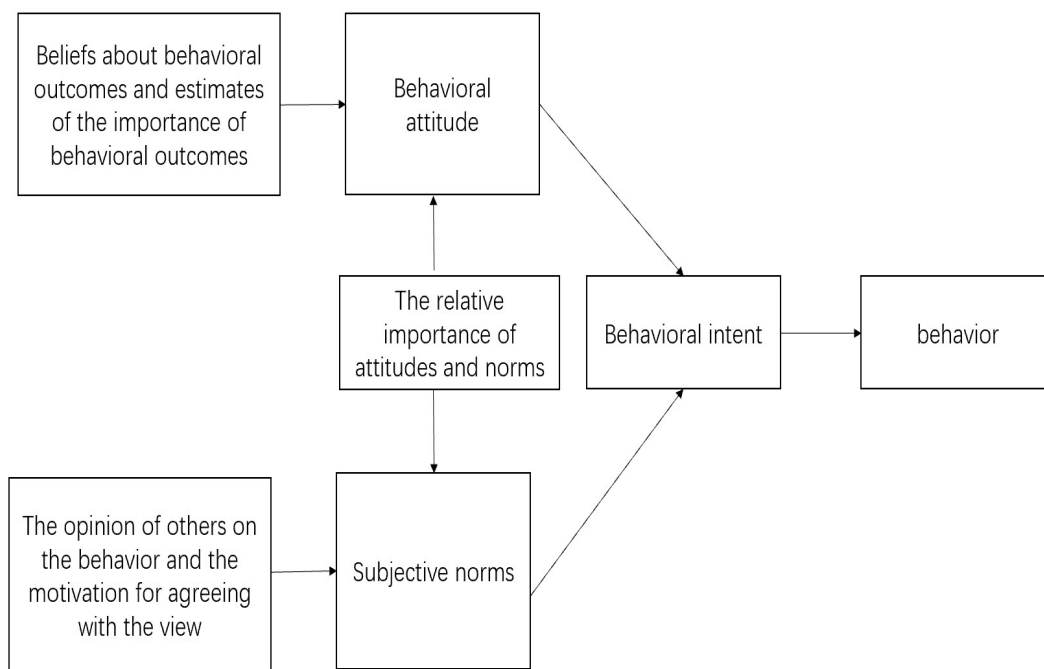 Beliefs about behavioral
outcomes and estimates
of the importance of
behavioral outcomes
Behavioral
attitude
The relative
importance of
attitudes and norms
Behavioral intent
behavior
The opinion of others on
the behavior and the
motivation for agreeing
with the view
Subjective norms